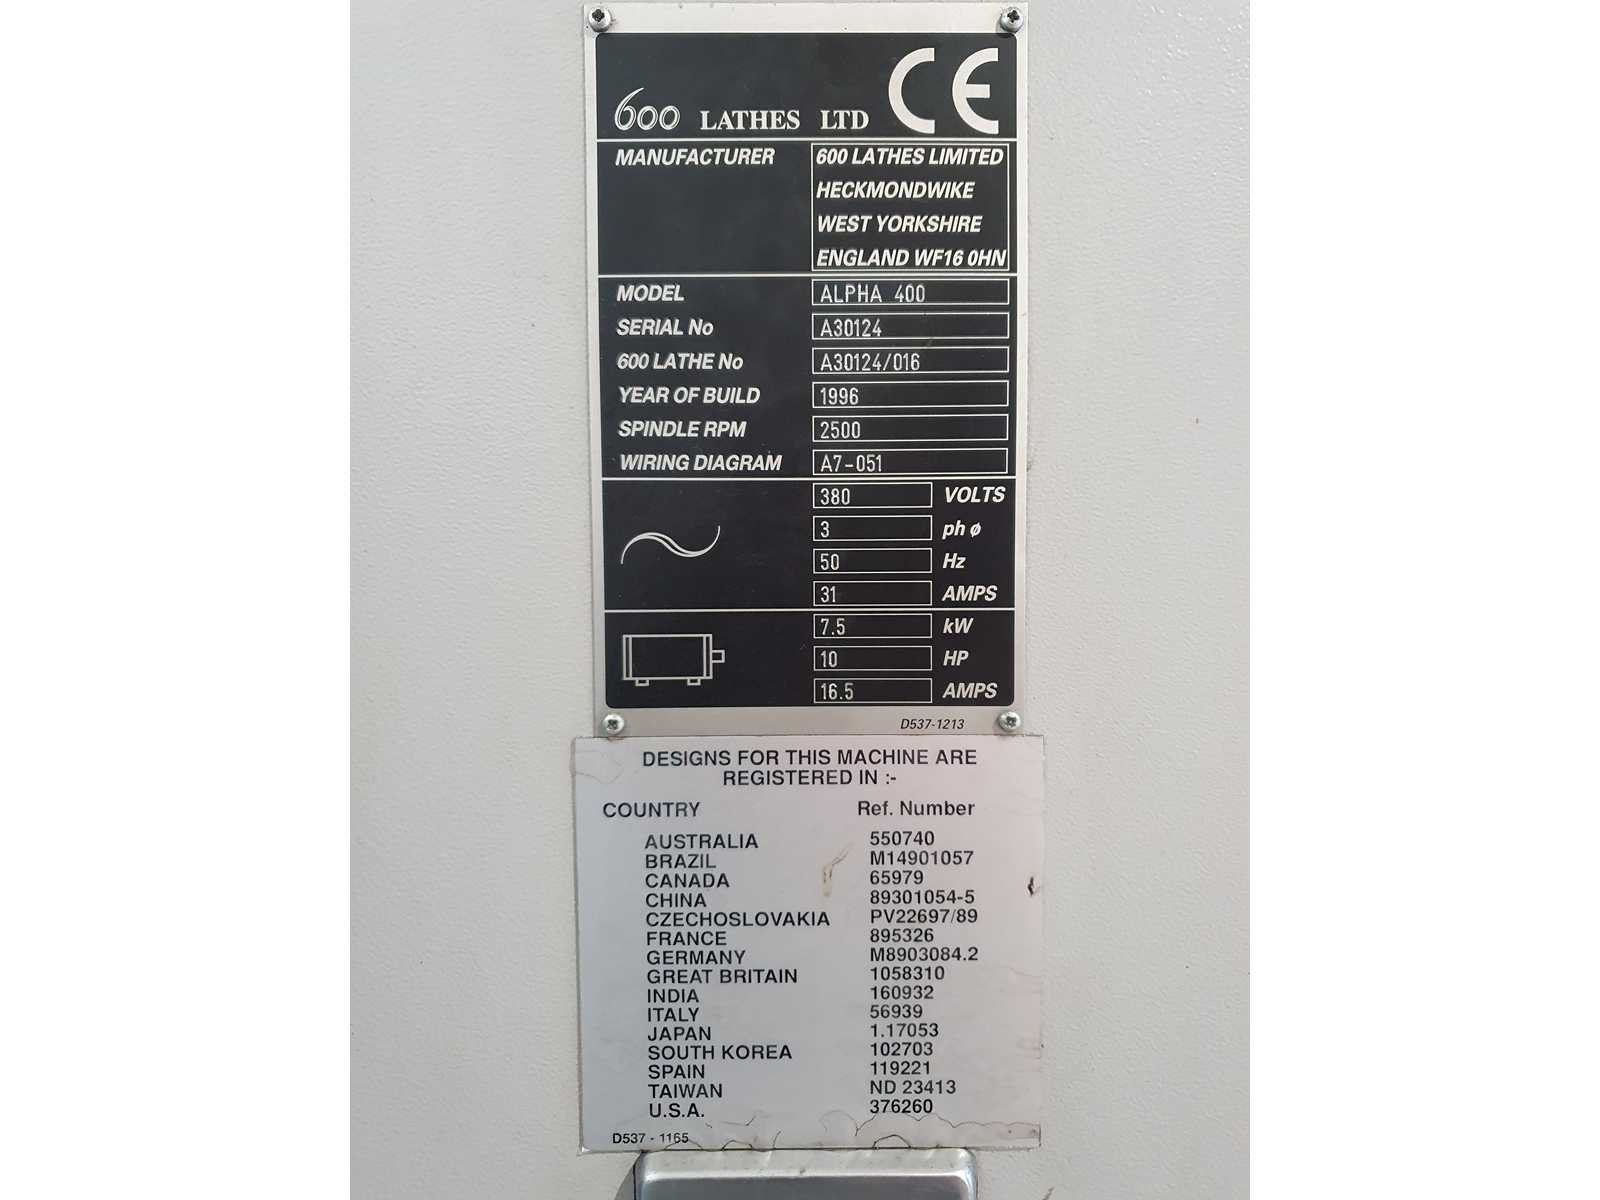 600 LATHES LTD CE
MANUFACTURER 600 LATHES LIMITED
HECKMONDWIKE
WEST YORKSHIRE
ENGLAND WF16 0HN
MODEL ALPHA 400
SERIAL No A30124
600 LATHE No A30124/016
YEAR OF BUILD 1996
SPINDLE RPM 2500
WIRING DIAGRAM A7-051
380 VOLTS
3 ph ø
50 Hz
31 AMPS
7.5 kW
10 HP
16.5 AMPS
D537-1213
DESIGNS FOR THIS MACHINE ARE
REGISTERED IN :-
COUNTRY Ref. Number
AUSTRALIA 550740
BRAZIL M14901057
CANADA 65979
CHINA 89301054-5
CZECHOSLOVAKIA PV22697/89
FRANCE 895326
GERMANY M8903084.2
GREAT BRITAIN 1058310
INDIA 160932
ITALY 56939
JAPAN 1.17053
SOUTH KOREA 102703
SPAIN 119221
TAIWAN ND 23413
U.S.A. 376260
D537 - 1165